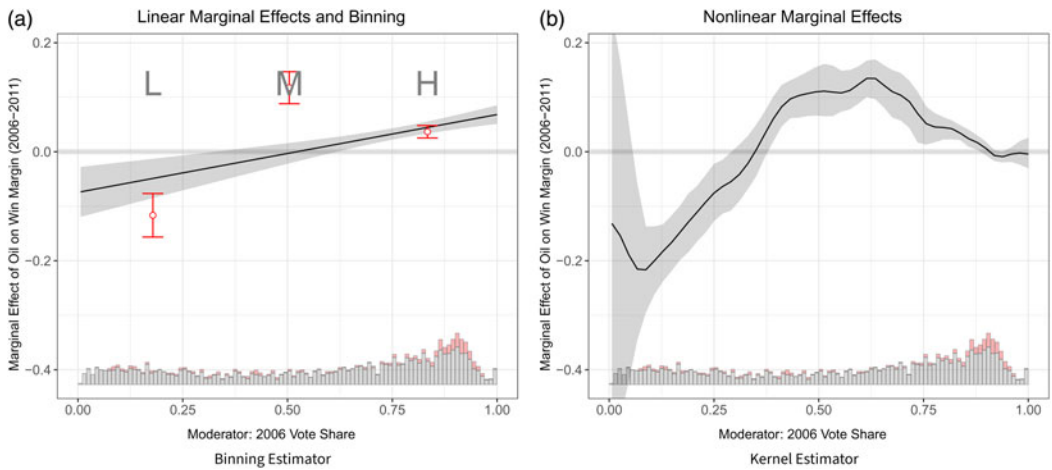 (a)
Linear Marginal Effects and Binning
Marginal Effect of Oil on Win Margin (2006–2011)
0.2
0.0
−0.2
−0.4
L
M
H
0.00
0.25
0.50
0.75
1.00
Moderator: 2006 Vote Share
Binning Estimator
(b)
Nonlinear Marginal Effects
Marginal Effect of Oil on Win Margin (2006–2011)
0.2
0.0
−0.2
−0.4
0.00
0.25
0.50
0.75
1.00
Moderator: 2006 Vote Share
Kernel Estimator